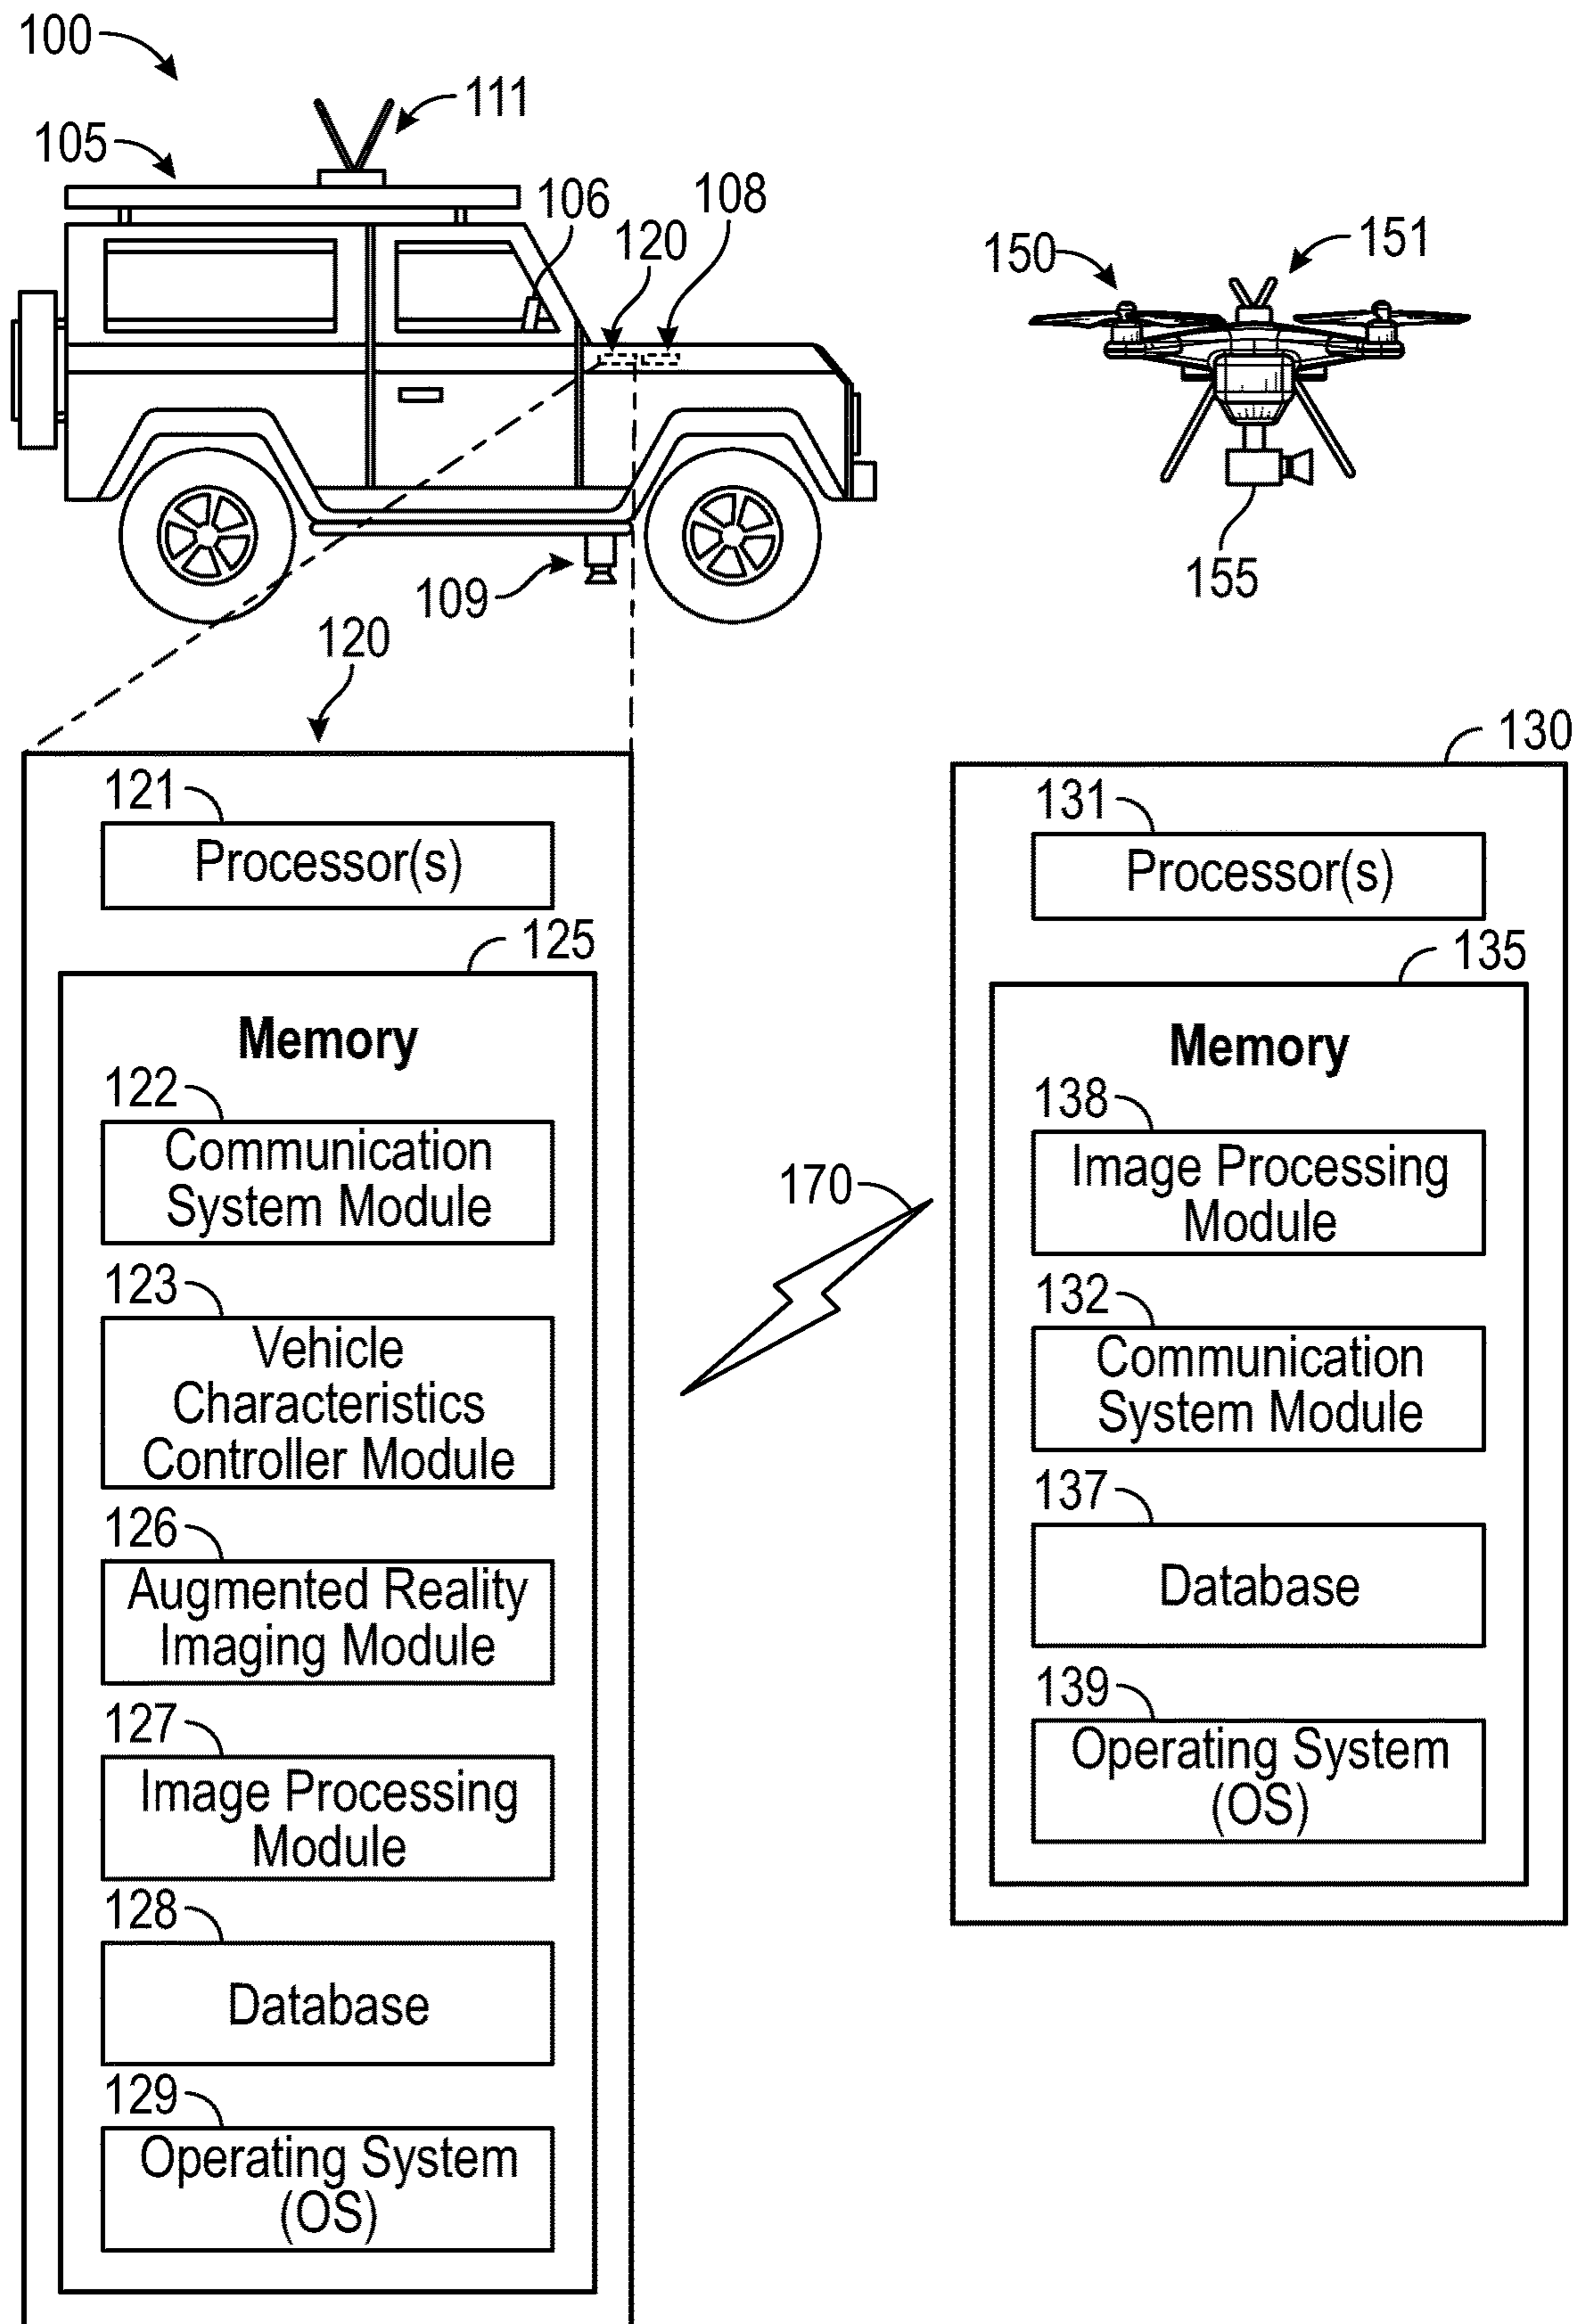 100
111
105
106
108
120
150
151
109
155
120
130
121
Processor(s)
125
Memory
122
Communication
System Module
123
Vehicle
Characteristics
Controller Module
126
Augmented Reality
Imaging Module
127
Image Processing
Module
128
Database
129
Operating System
(OS)
170
131
Processor(s)
135
Memory
138
Image Processing
Module
132
Communication
System Module
137
Database
139
Operating System
(OS)